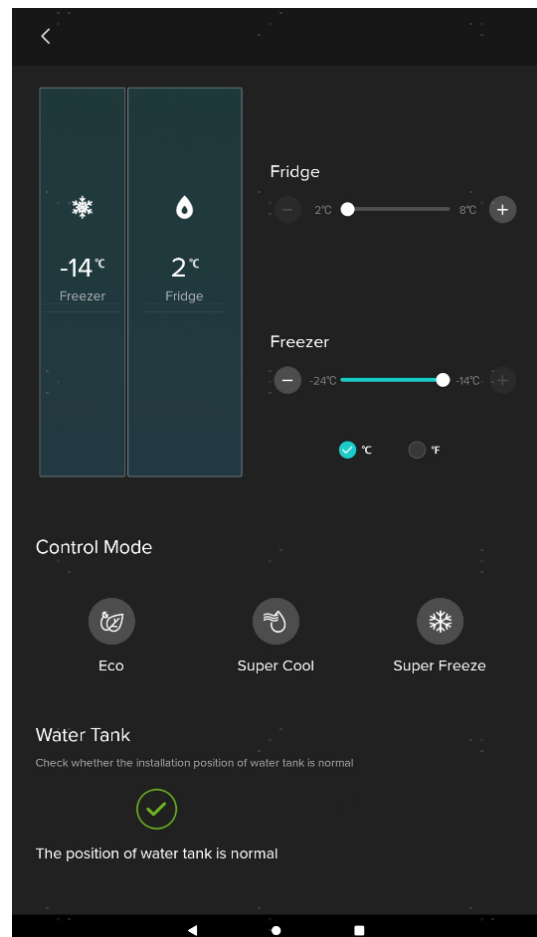 Fridge
2°C
8°C
-14°C
Freezer
2°C
Fridge
Freezer
-24°C
-14°C
°C
°F
Control Mode
Eco
Super Cool
Super Freeze
Water Tank
Check whether the installation position of water tank is normal
The position of water tank is normal